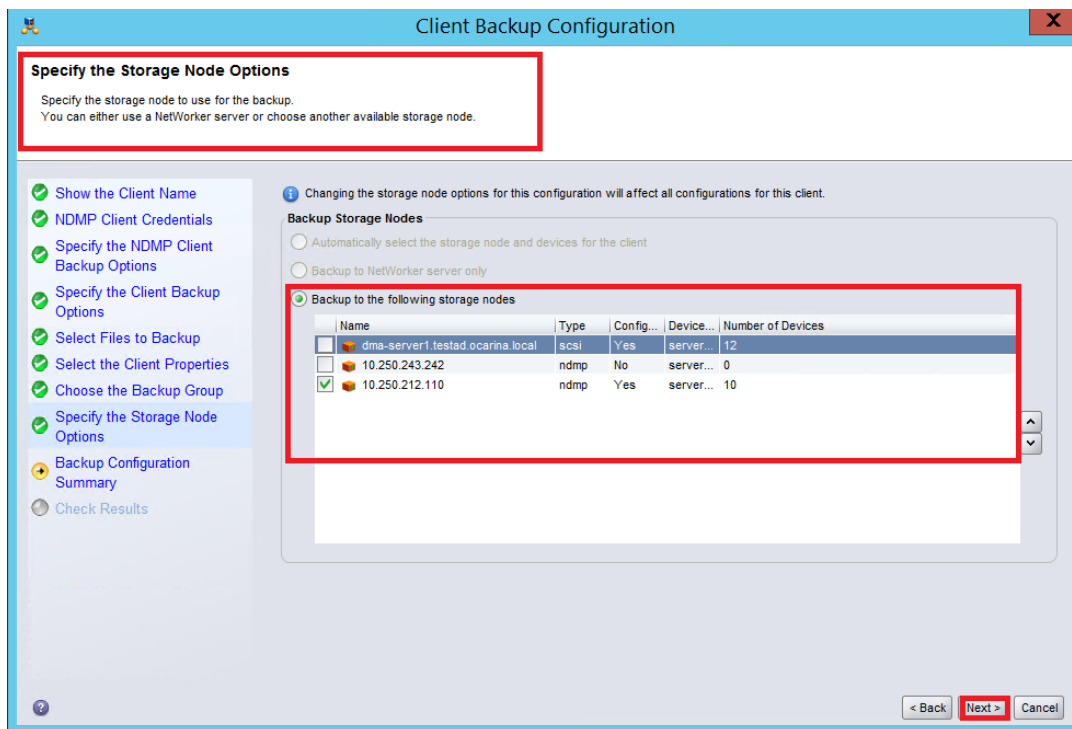 Client Backup Configuration
X
Specify the Storage Node Options
Specify the storage node to use for the backup.
You can either use a NetWorker server or choose another available storage node.
Show the Client Name
NDMP Client Credentials
Specify the NDMP Client
Backup Options
Specify the Client Backup
Options
Select Files to Backup
Select the Client Properties
Choose the Backup Group
Specify the Storage Node
Options
Backup Configuration
Summary
Check Results
Changing the storage node options for this configuration will affect all configurations for this client.
Backup Storage Nodes
Automatically select the storage node and devices for the client
Backup to NetWorker server only
Backup to the following storage nodes
Name Type Config... Device... Number of Devices
dma-server1.testad.ocarina.local scsi Yes server... 12
10.250.243.242 ndmp No server... 0
10.250.212.110 ndmp Yes server... 10
? < Back Next > Cancel